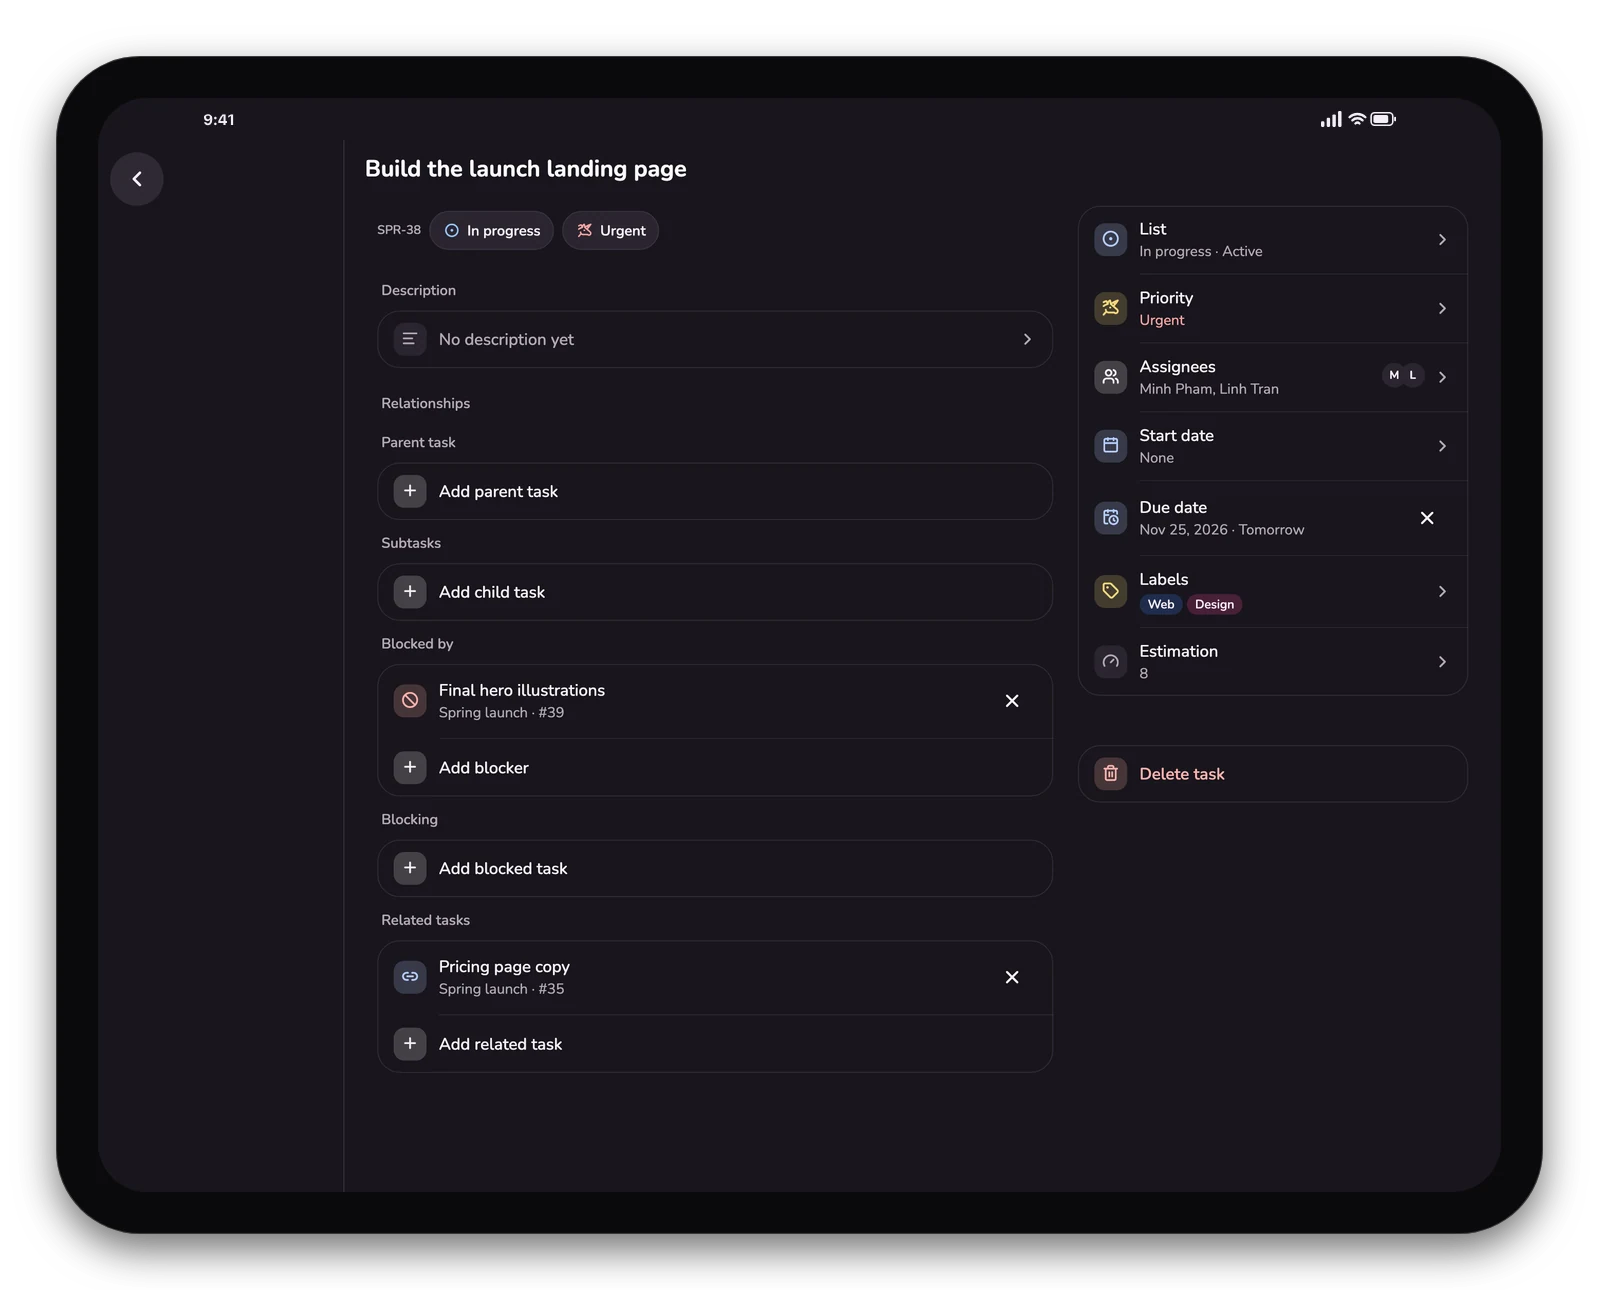 9:41
Build the launch landing page
SPR-38
In progress
Urgent
Description
No description yet
Relationships
Parent task
Add parent task
Subtasks
Add child task
Blocked by
Final hero illustrations
Spring launch · #39
Add blocker
Blocking
Add blocked task
Related tasks
Pricing page copy
Spring launch · #35
Add related task
List
In progress · Active
Priority
Urgent
Assignees
Minh Pham, Linh Tran
M L
Start date
None
Due date
Nov 25, 2026 · Tomorrow
Labels
Web Design
Estimation
8
Delete task